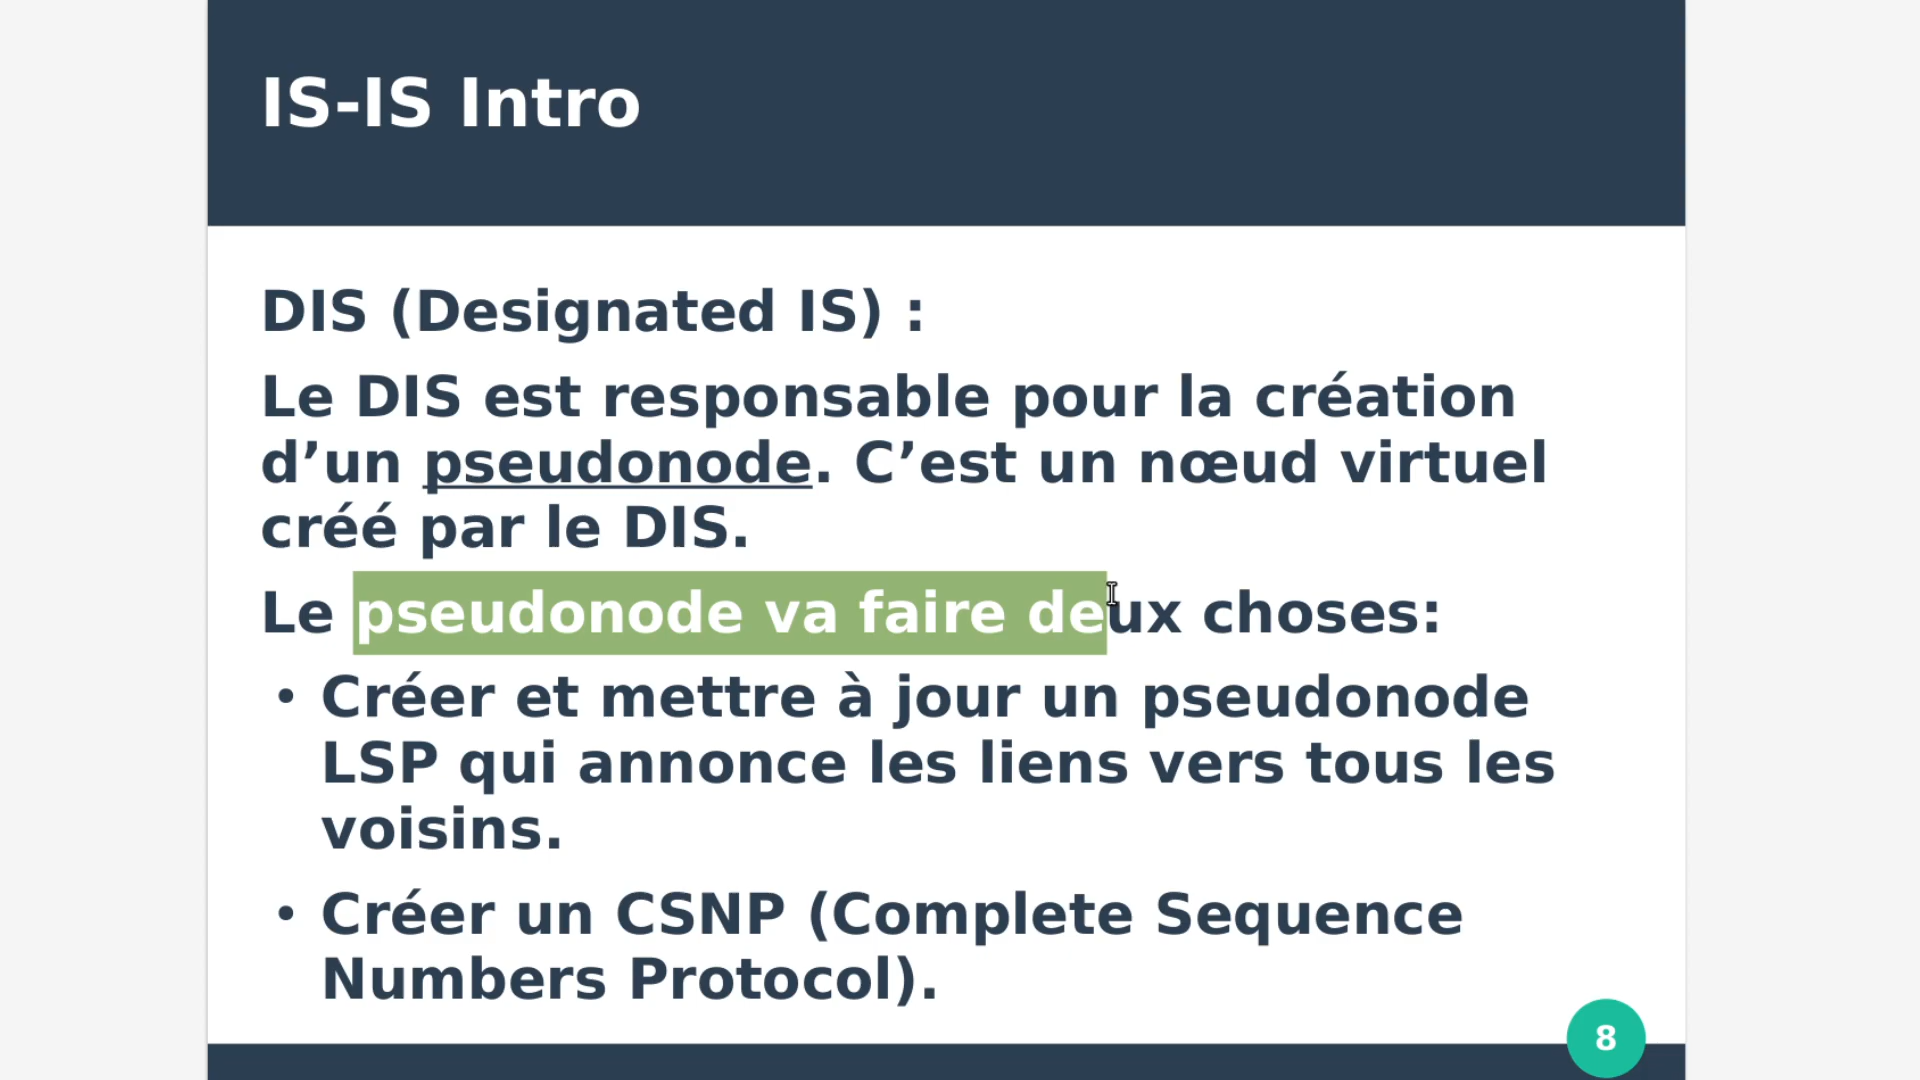 IS-IS Intro
DIS (Designated IS) :
Le DIS est responsable pour la création
d’un pseudonode. C’est un nœud virtuel
créé par le DIS.
Le pseudonode va faire deux choses:
• Créer et mettre à jour un pseudonode
LSP qui annonce les liens vers tous les
voisins.
• Créer un CSNP (Complete Sequence
Numbers Protocol).
8